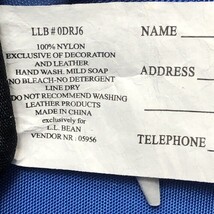 LLB# 0DRJ6
100% NYLON
EXCLUSIVE OF DECORATION
AND LEATHER
HAND WASH. MILD SOAP
NO BLEACH/NO DETERGENT
LINE DRY
DO NOT RECOMMEND WASHING
LEATHER PRODUCTS
MADE IN CHINA
exclusively for
L.L. BEAN
VENDOR NR. 05956
NAME
ADDRESS
TELEPHONE